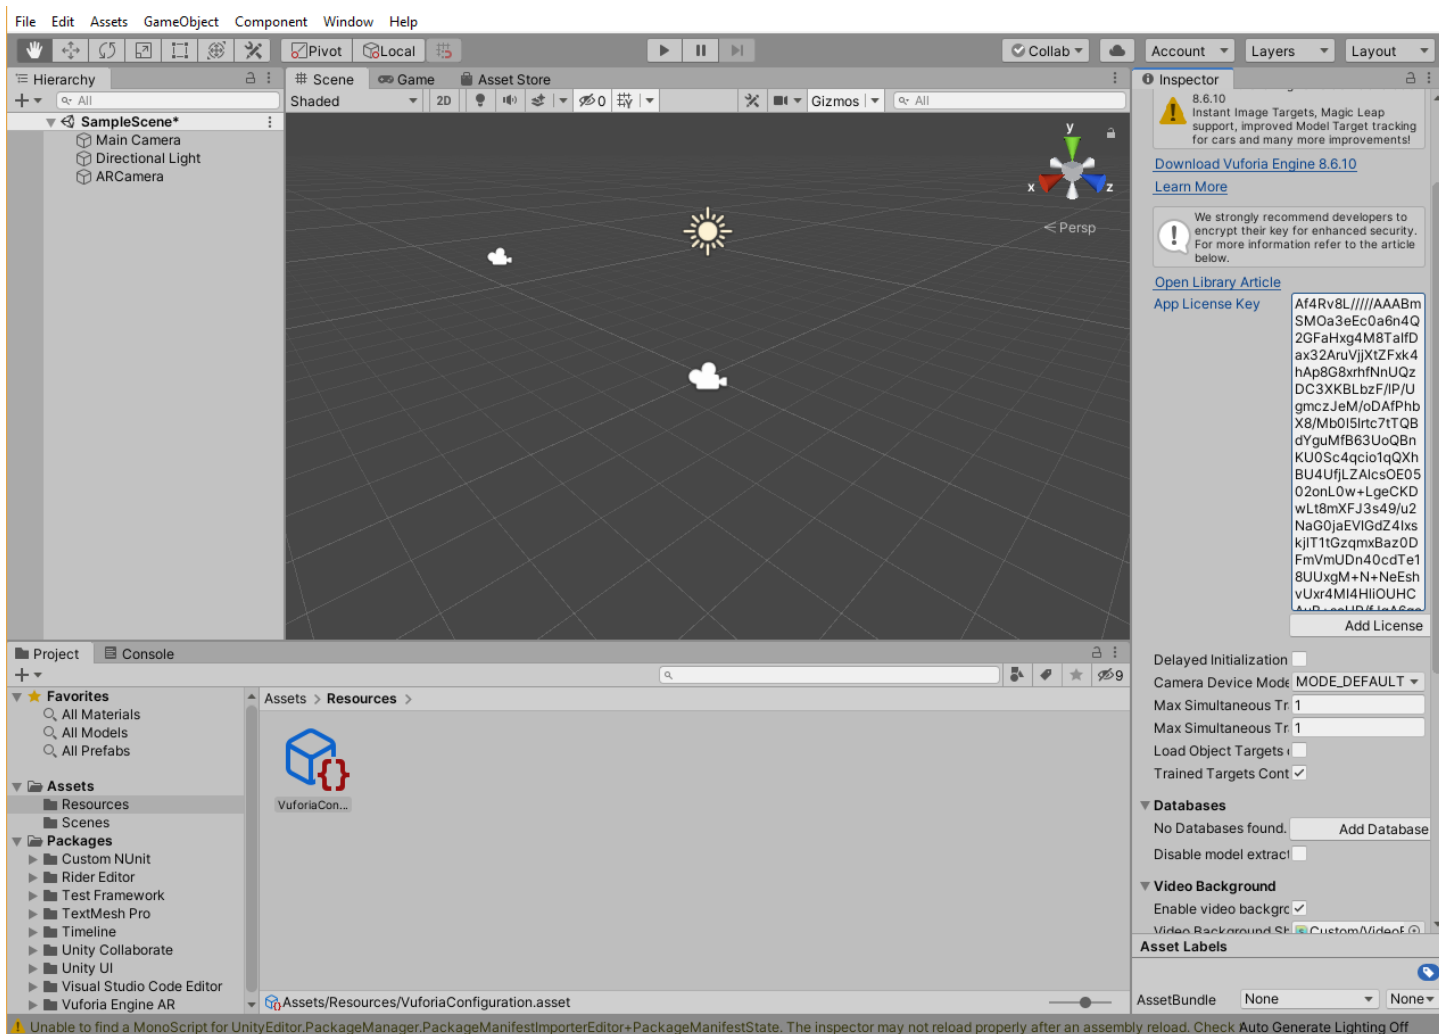 File Edit Assets GameObject Component Window Help
Pivot Local Collab Account Layers Layout
Hierarchy
All
SampleScene*
Main Camera
Directional Light
ARCamera
Scene Game Asset Store
Shaded 2D 0 Gizmos All
y
x z
Persp
Inspector
8.6.10
Instant Image Targets, Magic Leap
support, improved Model Target tracking
for cars and many more improvements!
Download Vuforia Engine 8.6.10
Learn More
We strongly recommend developers to
encrypt their key for enhanced security.
For more information refer to the article
below.
Open Library Article
App License Key
Af4Rv8L/////AAABm
SMOa3eEc0a6n4Q
2GFaHxg4M8TalfD
ax32AruVjjXtZFxk4
hAp8G8xrhfNnUQz
DC3XKBLbzF/IP/U
gmczJeM/oDAfPhb
X8/Mb0I5Irtc7tTQB
dYguMfB63UoQBn
KU0Sc4qcio1qQXh
BU4UfjLZAlcsOE05
02onL0w+LgeCKD
wLt8mXFJ3s49/u2
NaG0jaEVlGdZ4Ixs
kjIT1tGzqmxBaz0D
FmVmUDn40cdTe1
8UUxgM+N+NeEsh
vUxr4MI4HIiOUHC
Add License
Delayed Initialization
Camera Device Mode MODE_DEFAULT
Max Simultaneous Tr 1
Max Simultaneous Tr 1
Load Object Targets
Trained Targets Cont
Databases
No Databases found. Add Database
Disable model extract
Video Background
Enable video backgrc
Video Background Sh Custom/VideoB
Asset Labels
AssetBundle None None
Project Console
9
Favorites
All Materials
All Models
All Prefabs
Assets
Resources
Scenes
Packages
Custom NUnit
Rider Editor
Test Framework
TextMesh Pro
Timeline
Unity Collaborate
Unity UI
Visual Studio Code Editor
Vuforia Engine AR
Assets > Resources >
VuforiaCon...
Assets/Resources/VuforiaConfiguration.asset
Unable to find a MonoScript for UnityEditor.PackageManager.PackageManifestImporterEditor+PackageManifestState. The inspector may not reload properly after an assembly reload. Check Auto Generate Lighting Off